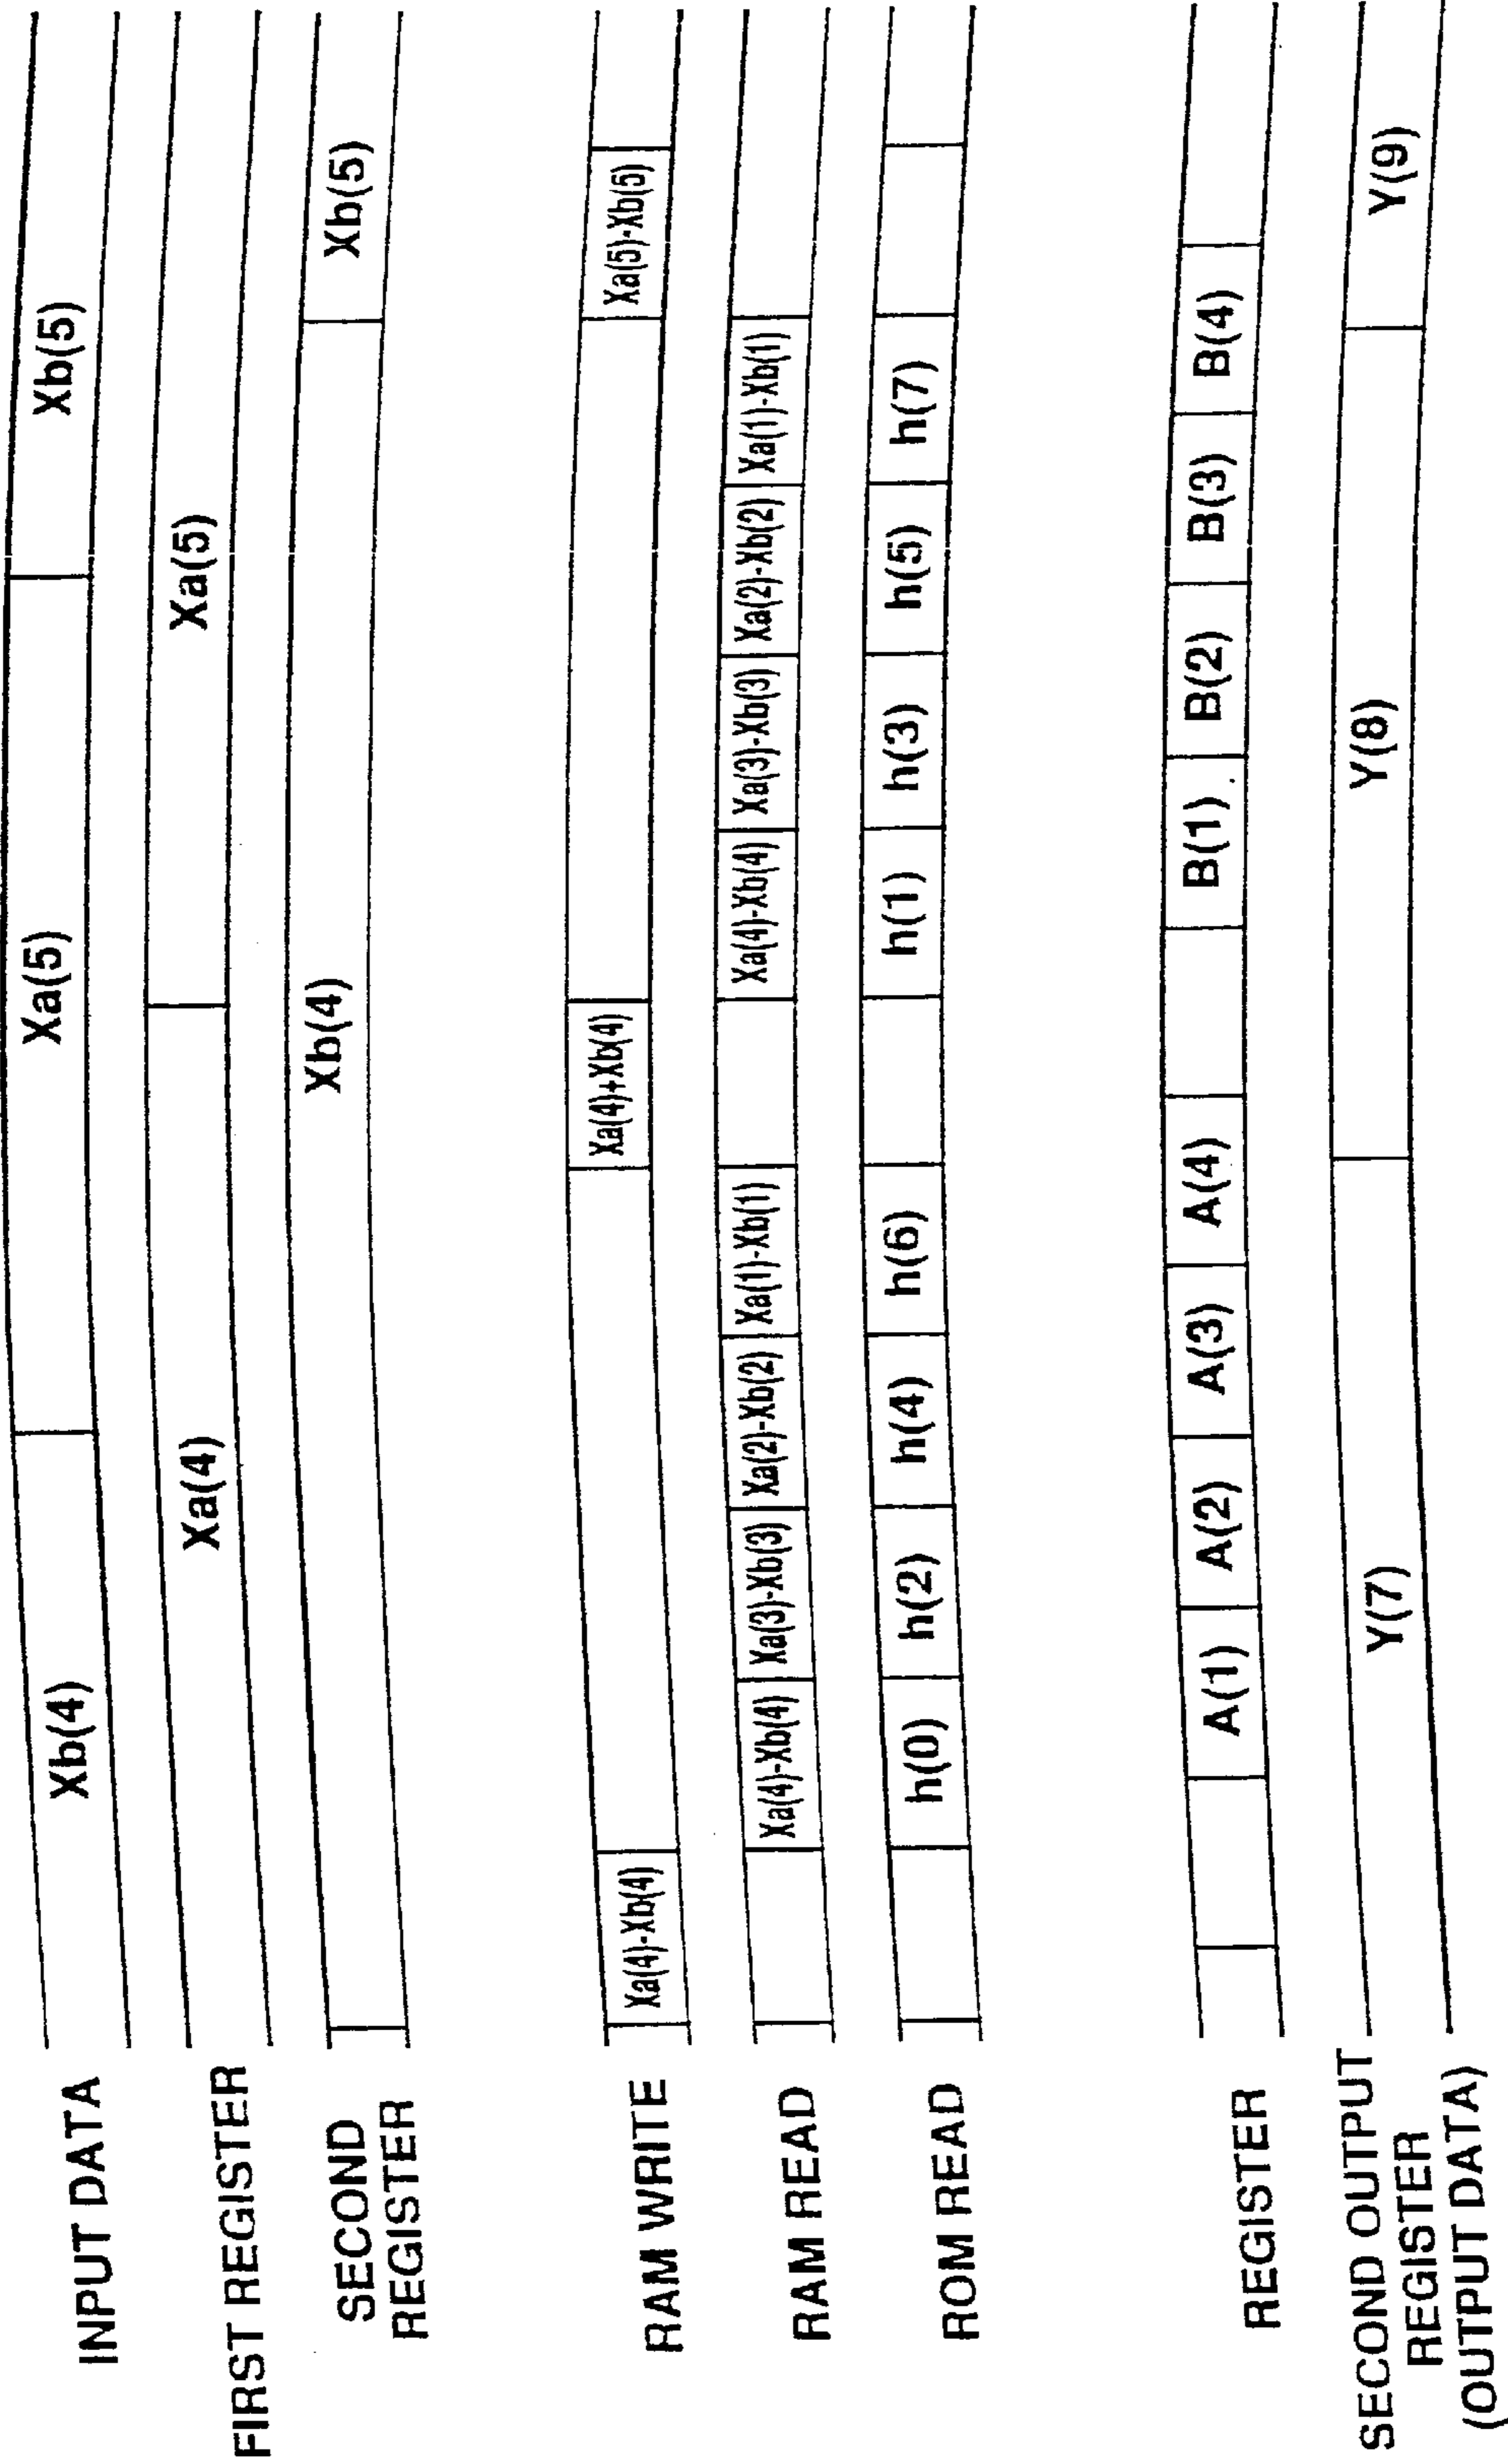 INPUT DATA
Xb(4) Xa(5) Xb(5)
FIRST REGISTER
Xa(4) Xa(5)
SECOND
REGISTER
Xb(4) Xb(5)
RAM WRITE
Xa(4)-Xb(4) Xa(4)+Xb(4) Xa(5)-Xb(5)
RAM READ
Xa(4)-Xb(4) Xa(3)-Xb(3) Xa(2)-Xb(2) Xa(1)-Xb(1) Xa(4)-Xb(4) Xa(3)-Xb(3) Xa(2)-Xb(2) Xa(1)-Xb(1)
ROM READ
h(0) h(2) h(4) h(6) h(1) h(3) h(5) h(7)
REGISTER
A(1) A(2) A(3) A(4) B(1) B(2) B(3) B(4)
SECOND OUTPUT
REGISTER
(OUTPUT DATA)
Y(7) Y(8) Y(9)